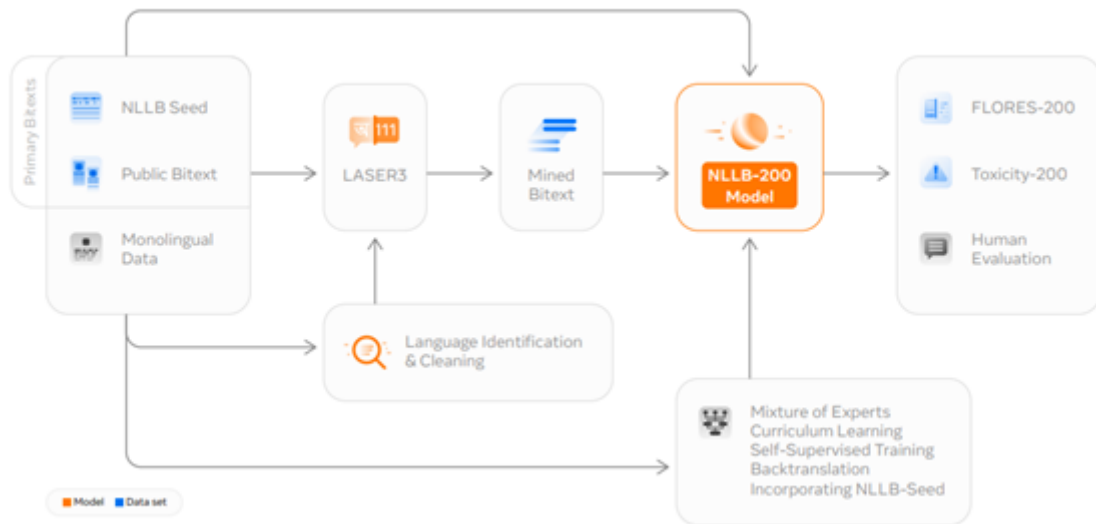 Primary Bitexts
NLLB Seed
Public Bitext
Monolingual
Data
অ 111
LASER3
Mined
Bitext
NLLB-200
Model
FLORES-200
Toxicity-200
Human
Evaluation
Language Identification
& Cleaning
Mixture of Experts
Curriculum Learning
Self-Supervised Training
Backtranslation
Incorporating NLLB-Seed
Model
Data set